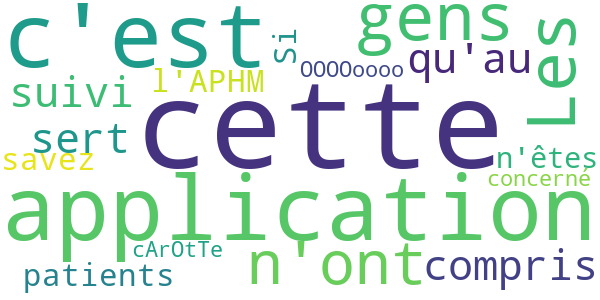 c'est
gens
Les
Si
qu'au
OOOOoooo
l'APHM
suivi
cette
sert
savez
n'êtes
concerné
application
cArOtTe
n'ont
compris
patients